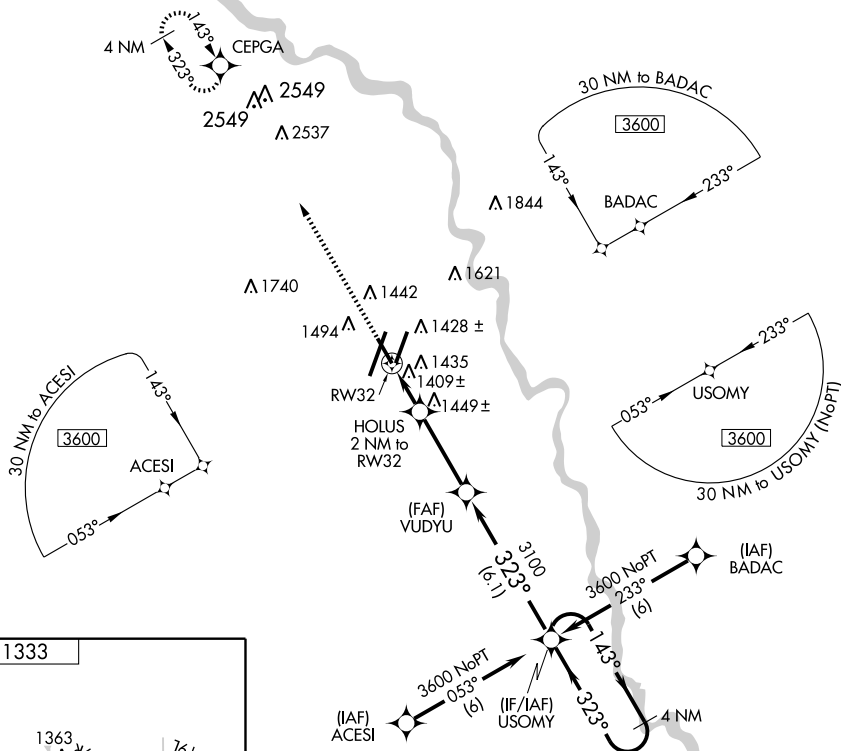 143°
4 NM
323°
CEPGA
2549
2549
2537
30 NM to BADAC
3600
143°
233°
BADAC
1844
1740
1442
1621
1494
1428 ±
1435
1409 ±
RW32
1449 ±
HOLUS
2 NM to
RW32
30 NM to ACESI
143°
3600
ACESI
053°
233°
053°
USOMY
3600
30 NM to USOMY (NoPT)
(FAF)
VUDYU
3100
323°
(6.1)
(IAF)
BADAC
3600 NoPT
233°
(6)
143°
323°
4 NM
3600 NoPT
053°
(6)
(IF/IAF)
USOMY
(IAF)
ACESI
1333
1363